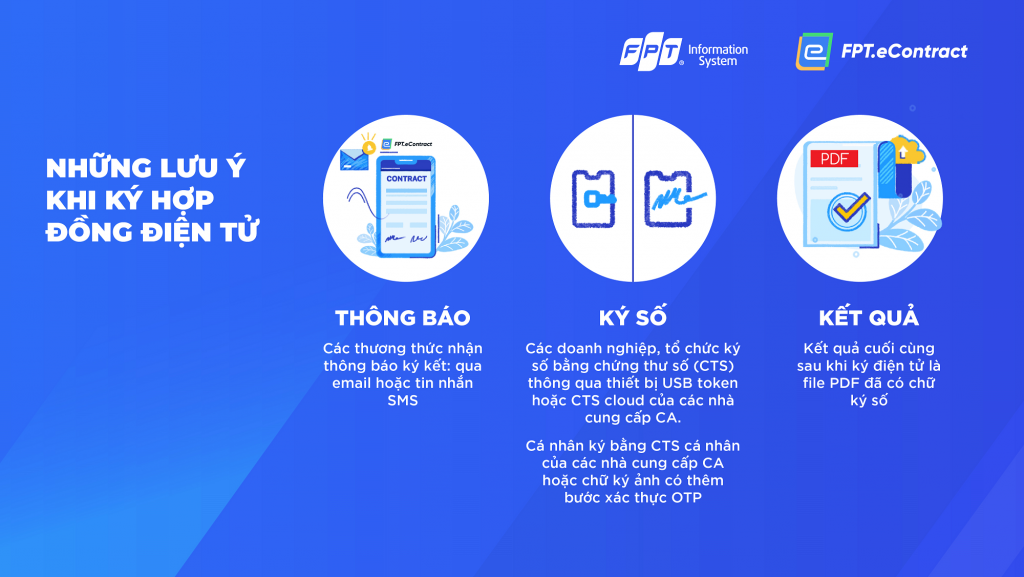 FPT Information
System
FPT.eContract
NHỮNG LƯU Ý
KHI KÝ HỢP
ĐỒNG ĐIỆN TỬ
FPT.eContract
CONTRACT
PDF
THÔNG BÁO
Các thương thức nhận
thông báo ký kết: qua
email hoặc tin nhắn
SMS
KÝ SỐ
Các doanh nghiệp, tổ chức ký
số bằng chứng thư số (CTS)
thông qua thiết bị USB token
hoặc CTS cloud của các nhà
cung cấp CA.
Cá nhân ký bằng CTS cá nhân
của các nhà cung cấp CA
hoặc chữ ký ảnh có thêm
bước xác thực OTP
KẾT QUẢ
Kết quả cuối cùng
sau khi ký điện tử là
file PDF đã có chữ
ký số